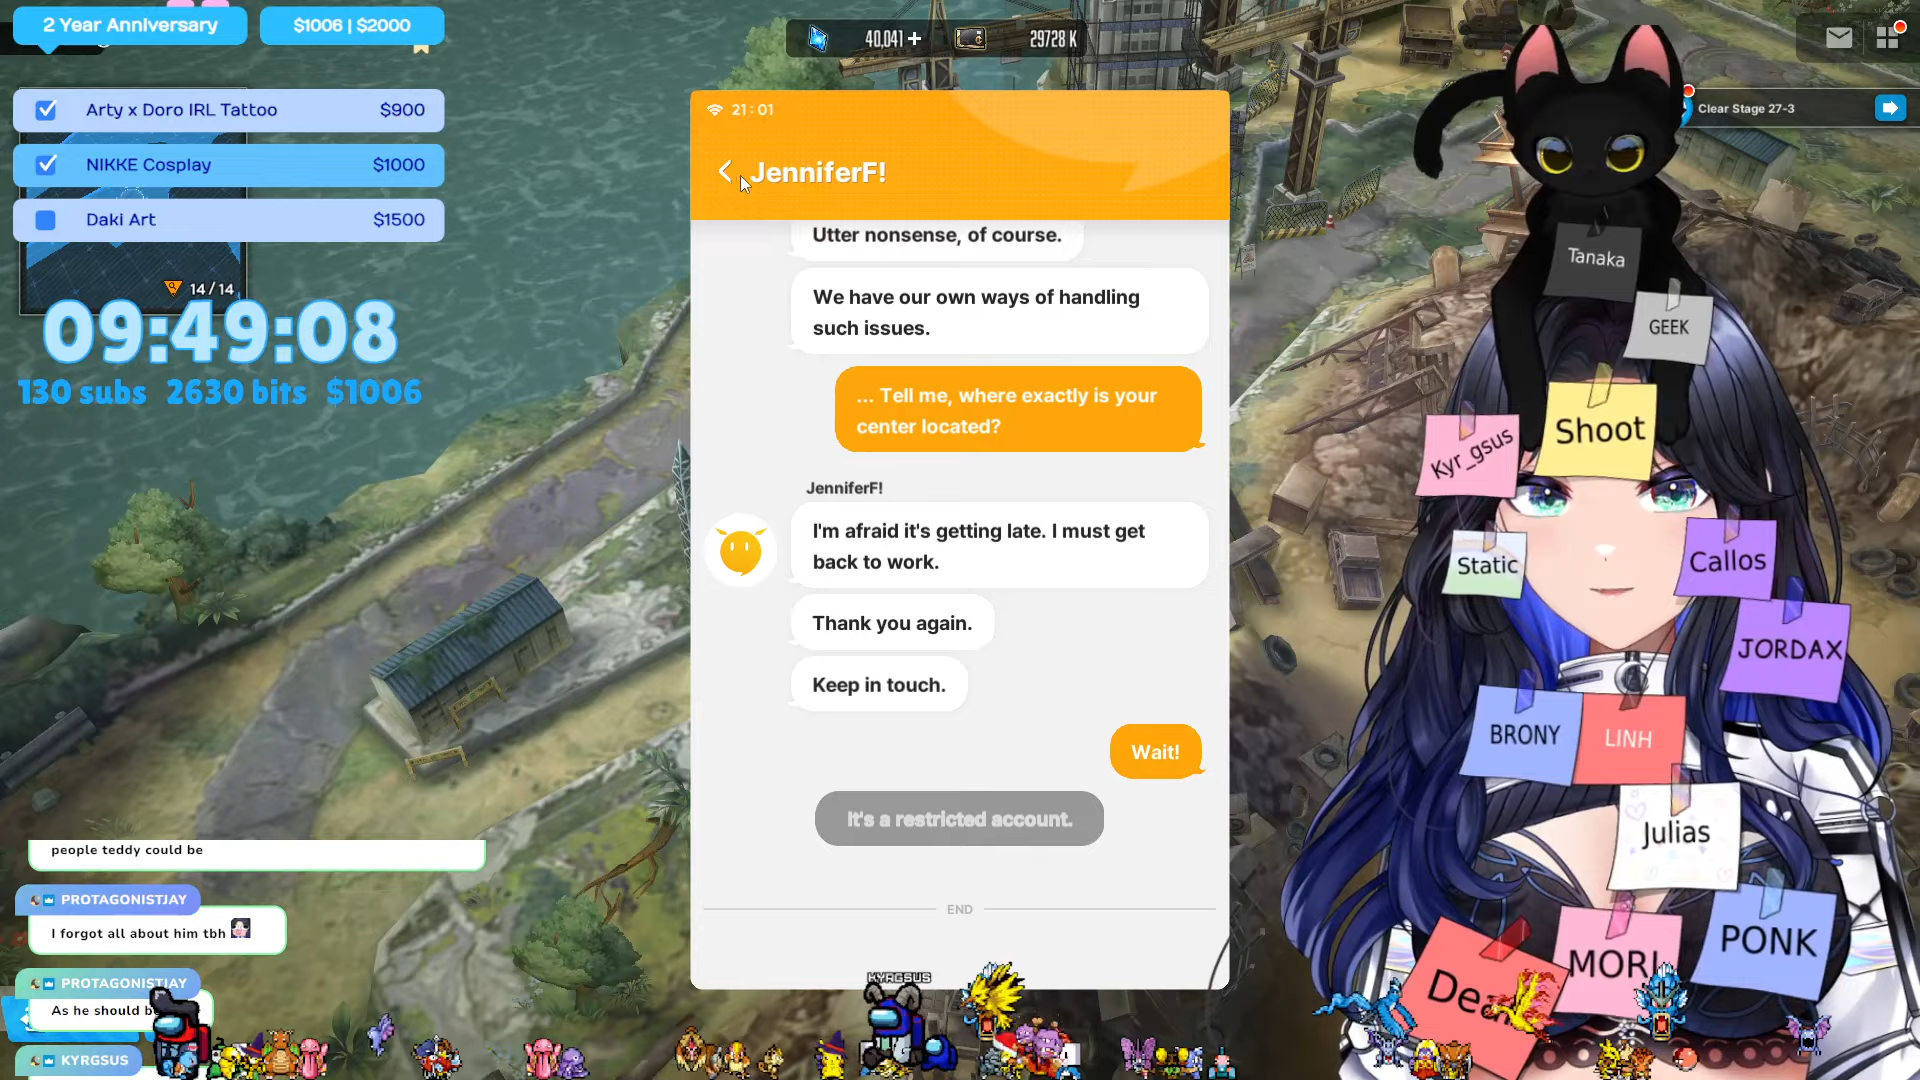 2 Year Anniversary
$1006 | $2000
Arty x Doro IRL Tattoo $900
NIKKE Cosplay $1000
Daki Art $1500
14/14
09:49:08
130 subs 2630 bits $1006
40,041 +
29728 K
Clear Stage 27-3
21:01
JenniferF!
Utter nonsense, of course.
We have our own ways of handling
such issues.
... Tell me, where exactly is your
center located?
JenniferF!
I'm afraid it's getting late. I must get
back to work.
Thank you again.
Keep in touch.
Wait!
It's a restricted account.
END
Tanaka
GEEK
Shoot
Kyr_gsus
Static
Callos
JORDAX
BRONY
LINH
Julias
PONK
MORI
people teddy could be
PROTAGONISTJAY
I forgot all about him tbh
PROTAGONISTJAY
As he should b
KYRGSUS
KYRGSUS